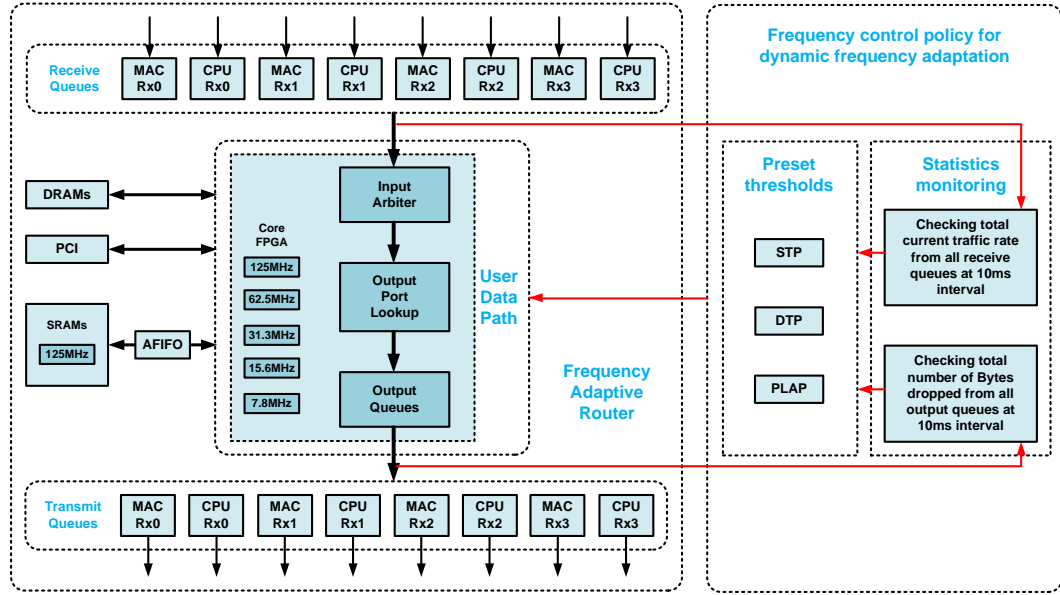 Frequency control policy for
dynamic frequency adaptation
Receive
Queues
MAC
Rx0
CPU
Rx0
MAC
Rx1
CPU
Rx1
MAC
Rx2
CPU
Rx2
MAC
Rx3
CPU
Rx3
DRAMs
PCI
SRAMs
125MHz
AFIFO
Core
FPGA
125MHz
62.5MHz
31.3MHz
15.6MHz
7.8MHz
Input
Arbiter
Output
Port
Lookup
Output
Queues
User
Data
Path
Frequency
Adaptive
Router
Preset
thresholds
STP
DTP
PLAP
Statistics
monitoring
Checking total
current traffic rate
from all receive
queues at 10ms
interval
Checking total
number of Bytes
dropped from all
output queues at
10ms interval
Transmit
Queues
MAC
Rx0
CPU
Rx0
MAC
Rx1
CPU
Rx1
MAC
Rx2
CPU
Rx2
MAC
Rx3
CPU
Rx3